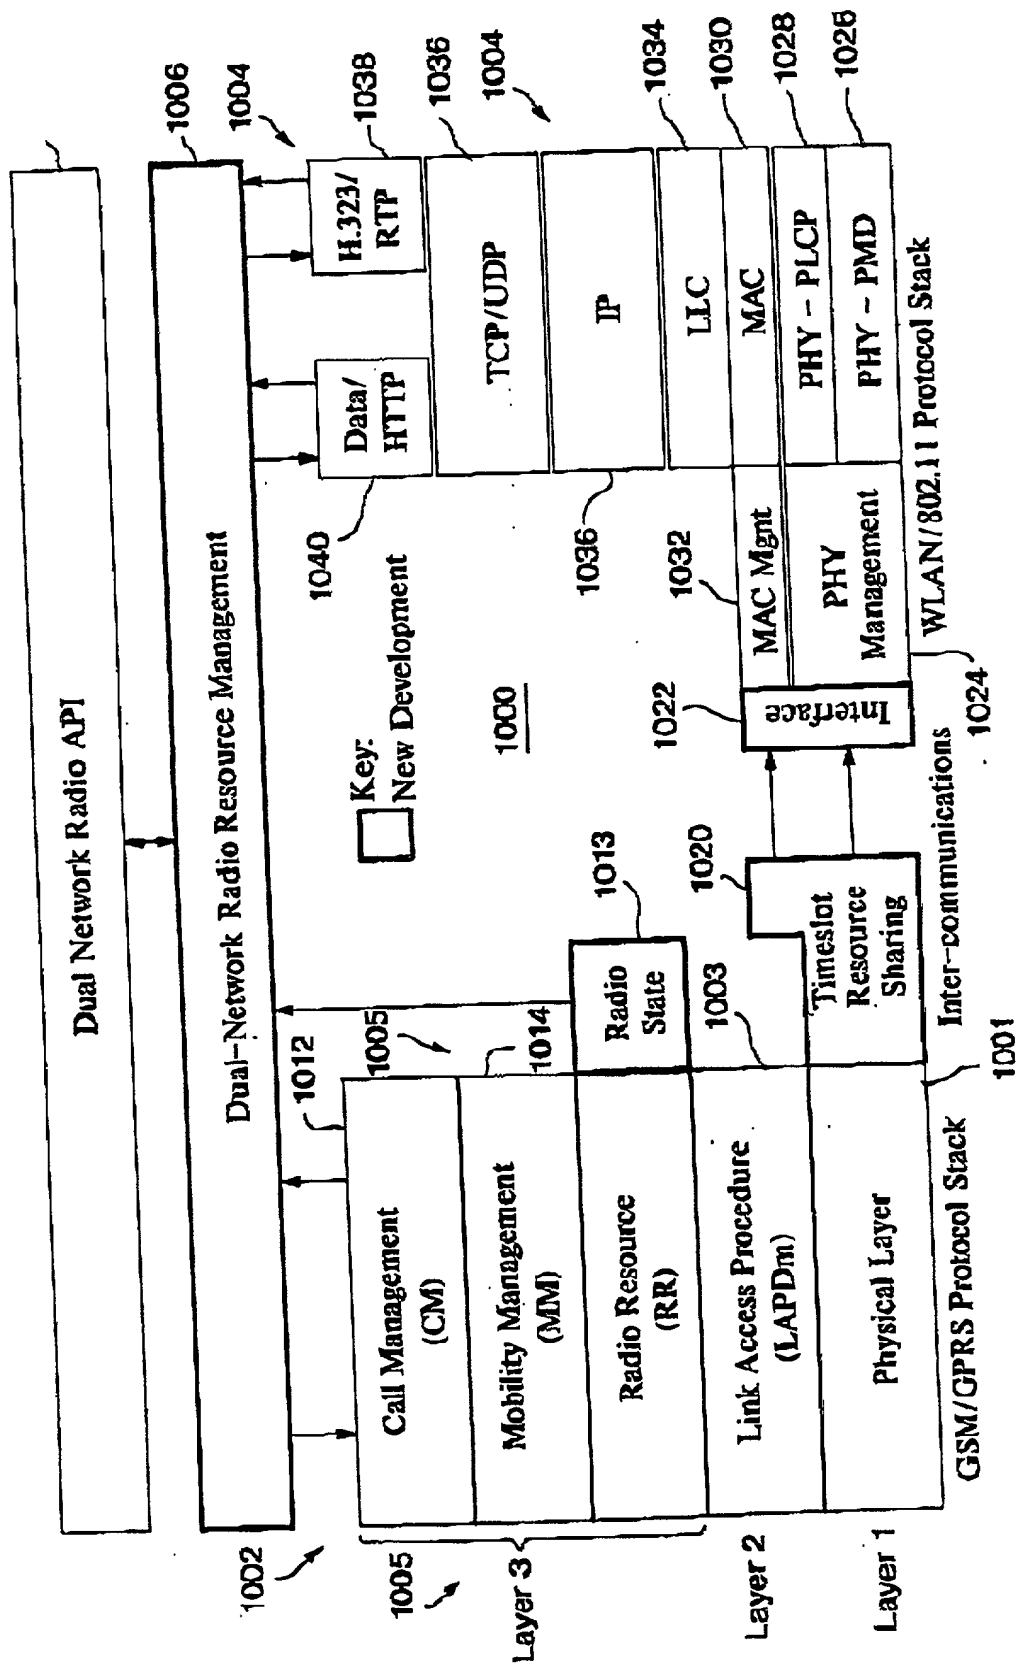 Dual Network Radio API
1006
Dual-Network Radio Resource Management
1004
1002
1012
1038
H.323/
RTP
Data/
HTTP
1040
Key:
New Development
1005
Call Management
(CM)
1005
1014
Mobility Management
(MM)
Radio Resource
(RR)
Radio
State
1013
1000
1036
TCP/UDP
1004
IP
1036
Layer 3
Layer 2
Layer 1
Link Access Procedure
(LAPDm)
Physical Layer
1003
1020
Timeslot
Resource
Sharing
1022
Interface
1032
MAC Mgnt
PHY
Management
LLC
1034
MAC
1030
PHY – PLCP
1028
PHY – PMD
1026
GSM/GPRS Protocol Stack
1001
Inter-communications
1024
WLAN/802.11 Protocol Stack